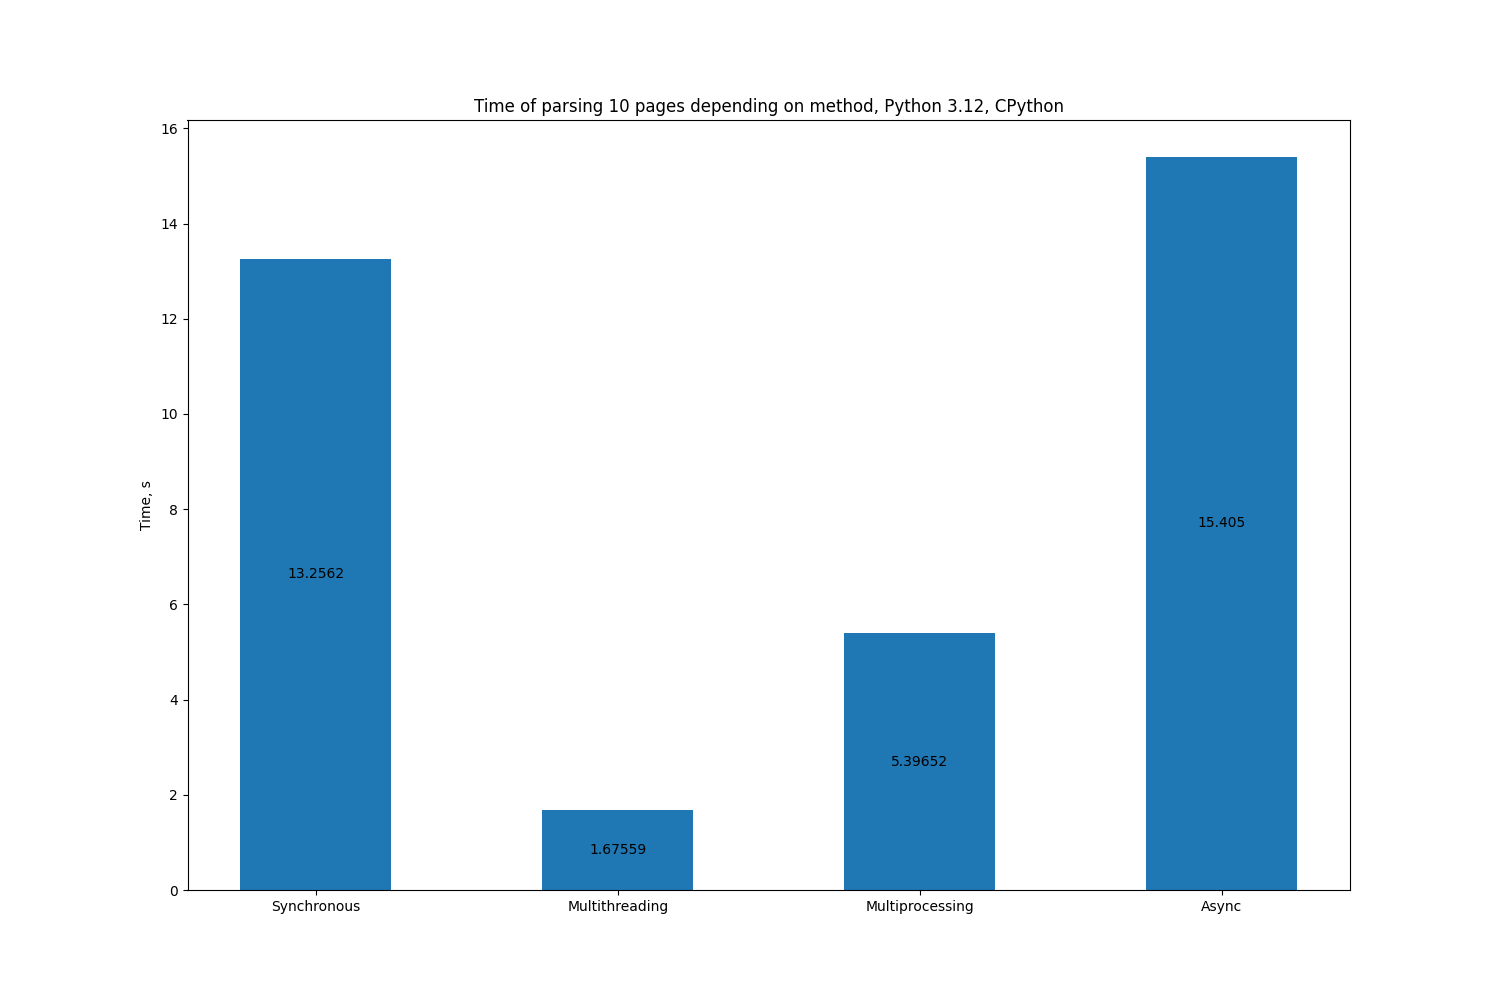 Time of parsing 10 pages depending on method, Python 3.12, CPython
16
14
12
10
8
6
4
2
0
Time, s
13.2562
1.67559
5.39652
15.405
Synchronous
Multithreading
Multiprocessing
Async